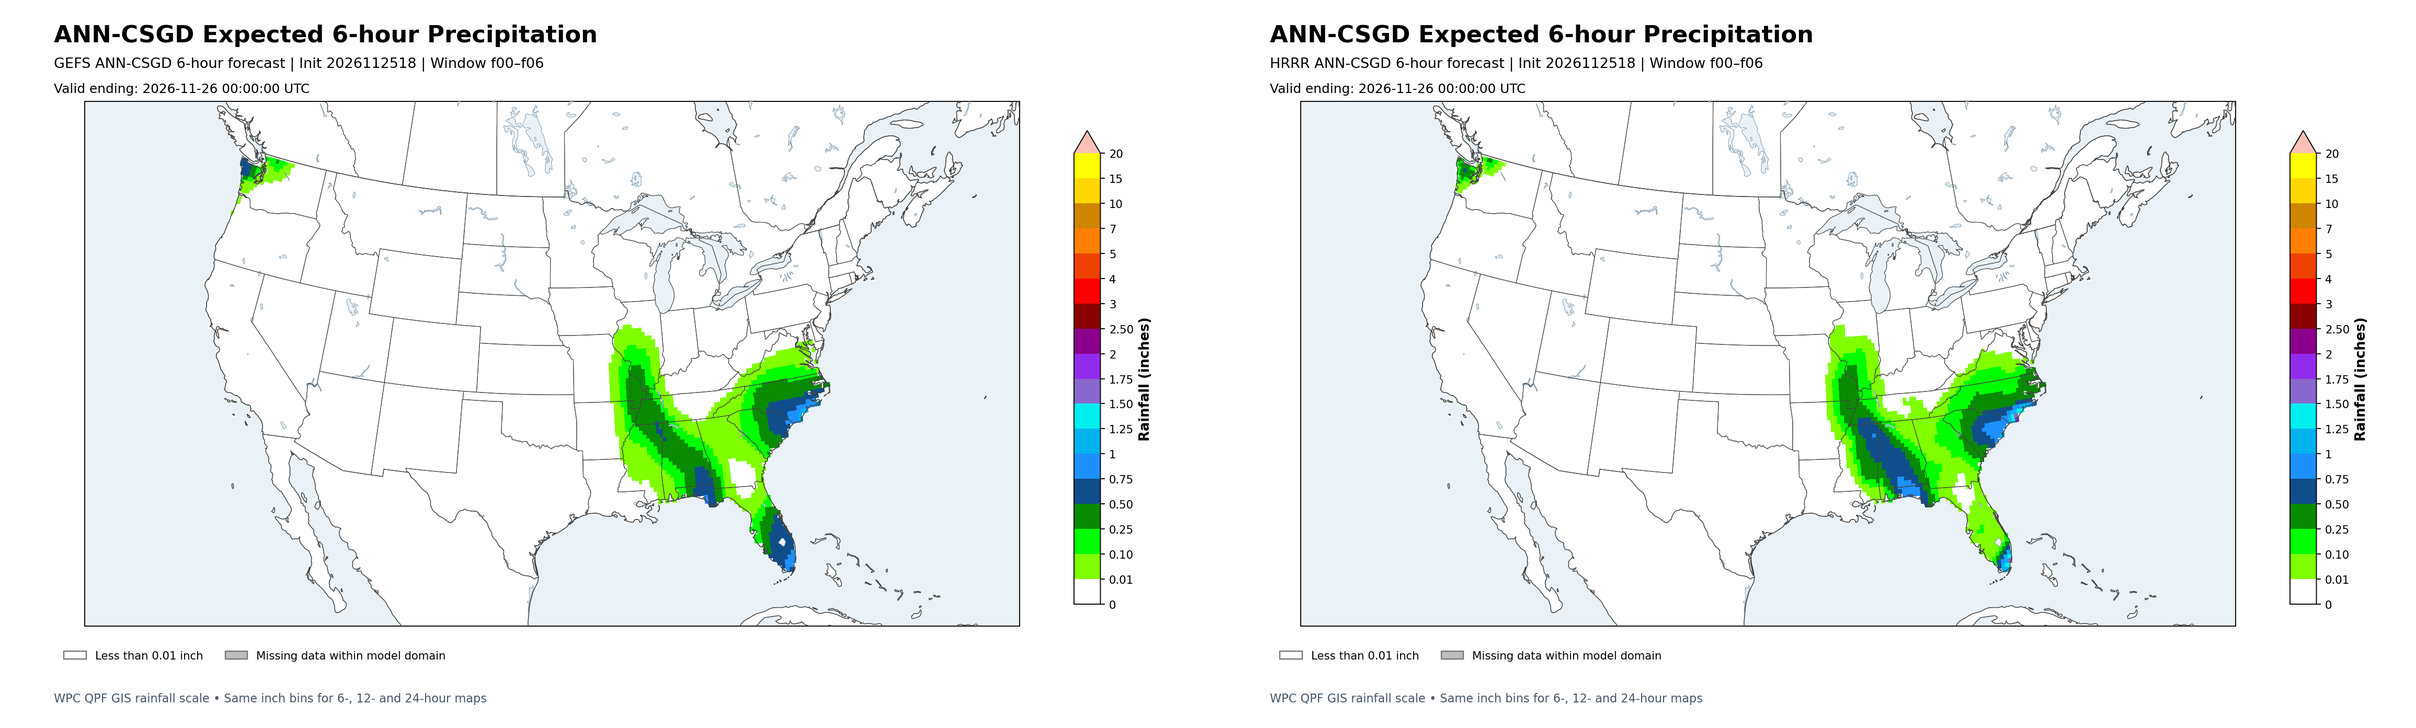 ANN-CSGD Expected 6-hour Precipitation
GEFS ANN-CSGD 6-hour forecast | Init 2026112518 | Window f00–f06
Valid ending: 2026-11-26 00:00:00 UTC
20
15
10
7
5
4
3
2.50
2
1.75
1.50
1.25
1
0.75
0.50
0.25
0.10
0.01
0
Rainfall (inches)
Less than 0.01 inch
Missing data within model domain
WPC QPF GIS rainfall scale • Same inch bins for 6-, 12- and 24-hour maps
ANN-CSGD Expected 6-hour Precipitation
HRRR ANN-CSGD 6-hour forecast | Init 2026112518 | Window f00–f06
Valid ending: 2026-11-26 00:00:00 UTC
20
15
10
7
5
4
3
2.50
2
1.75
1.50
1.25
1
0.75
0.50
0.25
0.10
0.01
0
Rainfall (inches)
Less than 0.01 inch
Missing data within model domain
WPC QPF GIS rainfall scale • Same inch bins for 6-, 12- and 24-hour maps